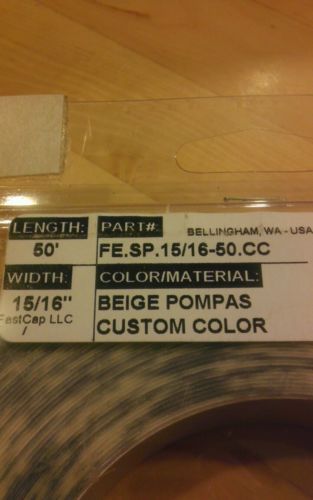 LENGTH: PART#: BELLINGHAM, WA - USA
50' FE.SP.15/16-50.CC
WIDTH: COLOR/MATERIAL:
15/16" BEIGE POMPAS
FastCap LLC CUSTOM COLOR
/